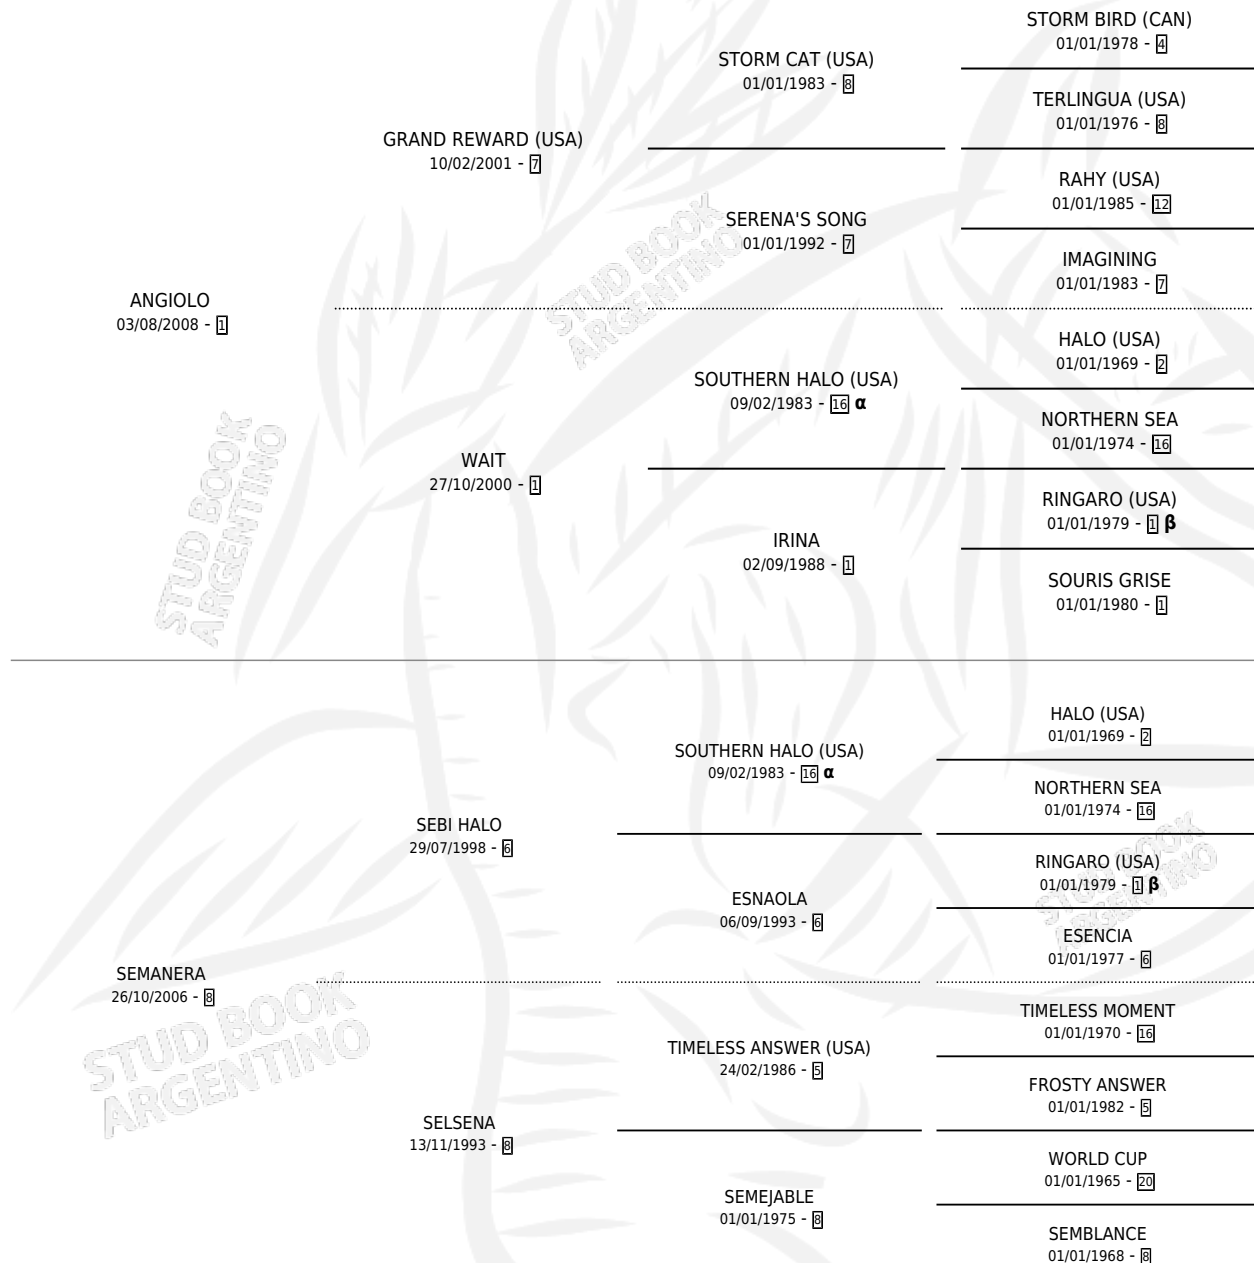 STORM BIRD (CAN)
01/01/1978 - 4
STORM CAT (USA)
01/01/1983 - 8
TERLINGUA (USA)
01/01/1976 - 8
GRAND REWARD (USA)
10/02/2001 - 7
RAHY (USA)
01/01/1985 - 12
SERENA'S SONG
01/01/1992 - 7
IMAGINING
01/01/1983 - 7
STUD BOOK
ARGENTINO
ANGIOLO
03/08/2008 - 1
HALO (USA)
01/01/1969 - 2
SOUTHERN HALO (USA)
09/02/1983 - 16 α
NORTHERN SEA
01/01/1974 - 16
WAIT
27/10/2000 - 1
RINGARO (USA)
01/01/1979 - 1 β
IRINA
02/09/1988 - 1
SOURIS GRISE
01/01/1980 - 1
STUD BOOK
ARGENTINO
HALO (USA)
01/01/1969 - 2
SOUTHERN HALO (USA)
09/02/1983 - 16 α
NORTHERN SEA
01/01/1974 - 16
SEBI HALO
29/07/1998 - 6
RINGARO (USA)
01/01/1979 - 1 β
ESNAOLA
06/09/1993 - 6
ESENCIA
01/01/1977 - 6
STUD BOOK
ARGENTINO
SEMANERA
26/10/2006 - 8
TIMELESS MOMENT
01/01/1970 - 16
TIMELESS ANSWER (USA)
24/02/1986 - 5
FROSTY ANSWER
01/01/1982 - 5
STUD BOOK
ARGENTINO
SELSENA
13/11/1993 - 8
WORLD CUP
01/01/1965 - 20
SEMEJABLE
01/01/1975 - 8
SEMBLANCE
01/01/1968 - 8